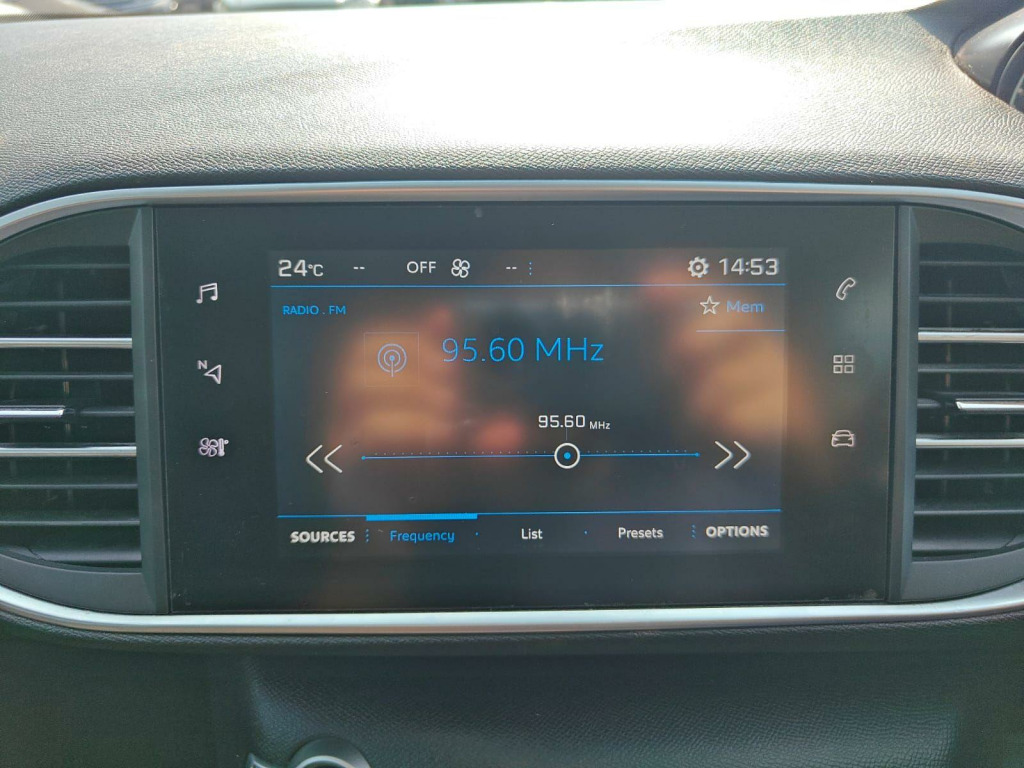 24°C -- OFF -- 14:53
RADIO . FM
Mem
N
95.60 MHz
95.60 MHz
SOURCES Frequency List Presets OPTIONS